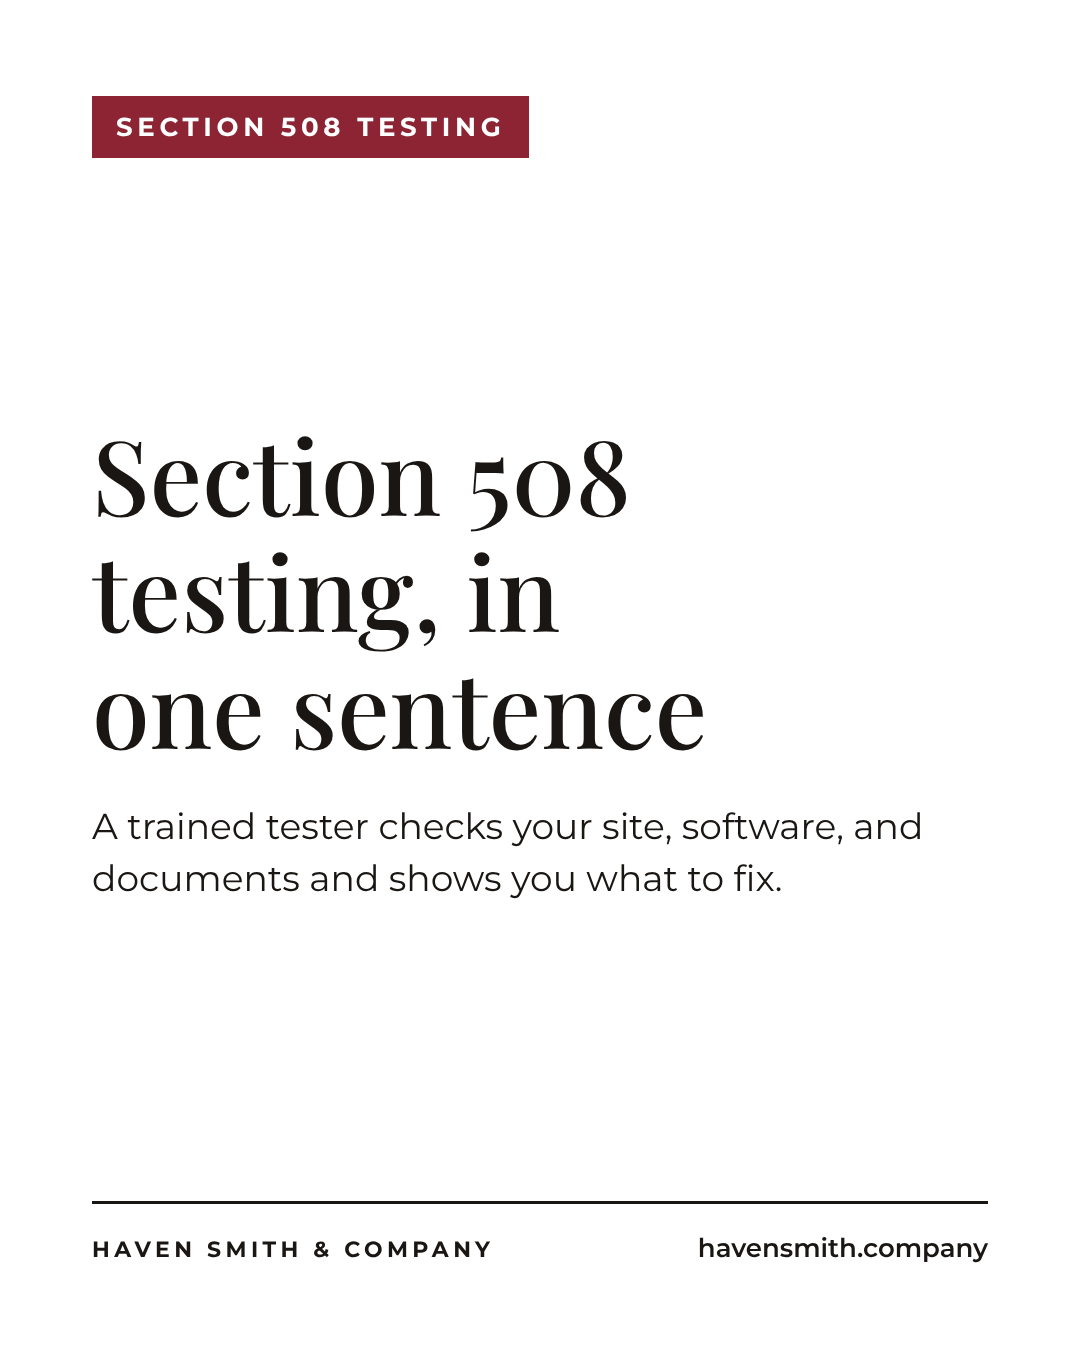 SECTION 508 TESTING
Section 508
testing, in
one sentence
A trained tester checks your site, software, and
documents and shows you what to fix.
HAVEN SMITH & COMPANY
havensmith.company